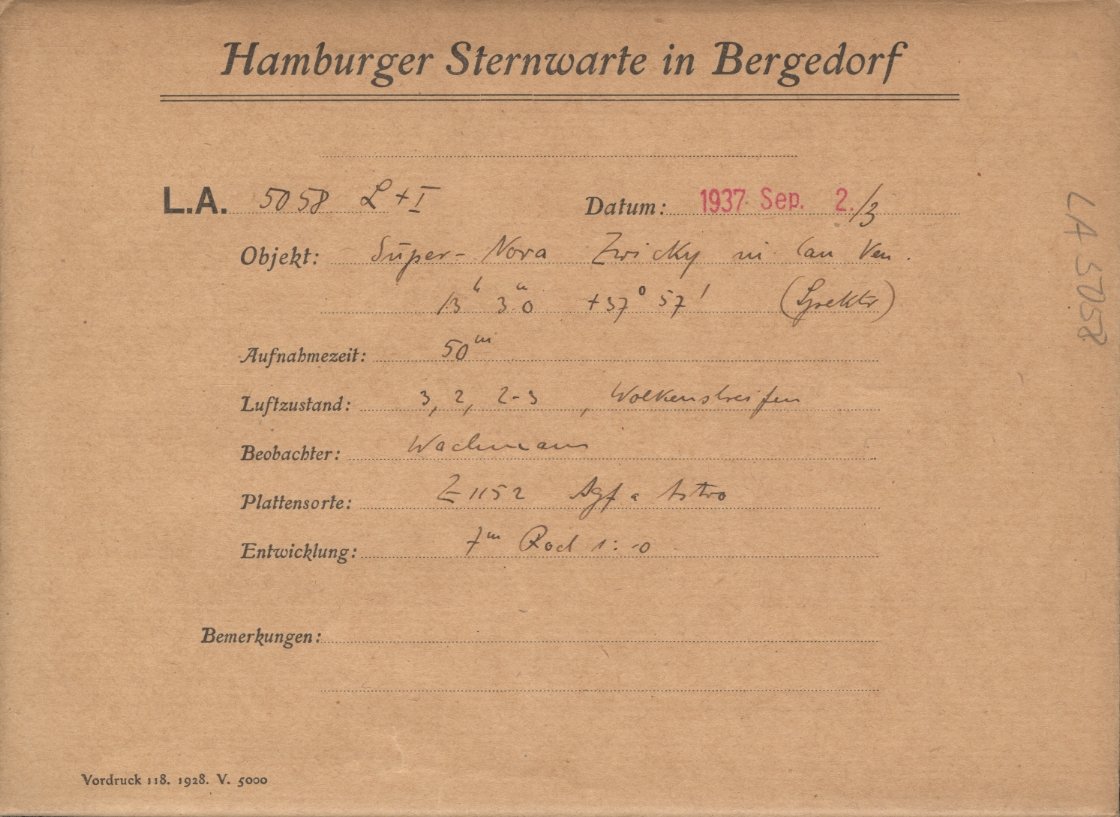 Hamburger Sternwarte in Bergedorf
L.A. 5058 L+I Datum: 1937 Sep. 2./3
Objekt: Super-Nova Zwicky in Can Ven.
13h 3m0 +37° 57' (Spektr)
Aufnahmezeit: 50m
Luftzustand: 3, 2, 2-3, Wolkenstreifen
Beobachter: Wachmann
Plattensorte: Z 1152 Agfa Astro
Entwicklung: 7m Rod 1:10
Bemerkungen:
Vordruck 118. 1928. V. 5000
LA 5058